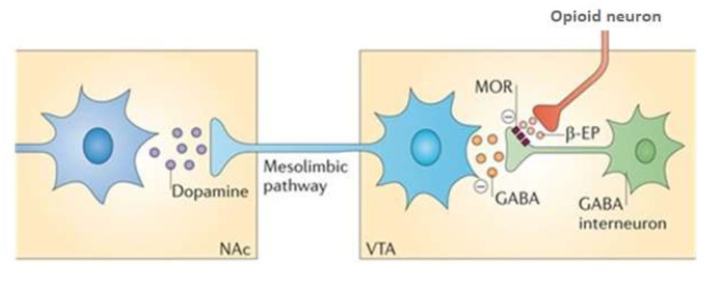 Opioid neuron
MOR
β-EP
Mesolimbic
pathway
Dopamine
GABA
GABA
interneuron
NAc
VTA